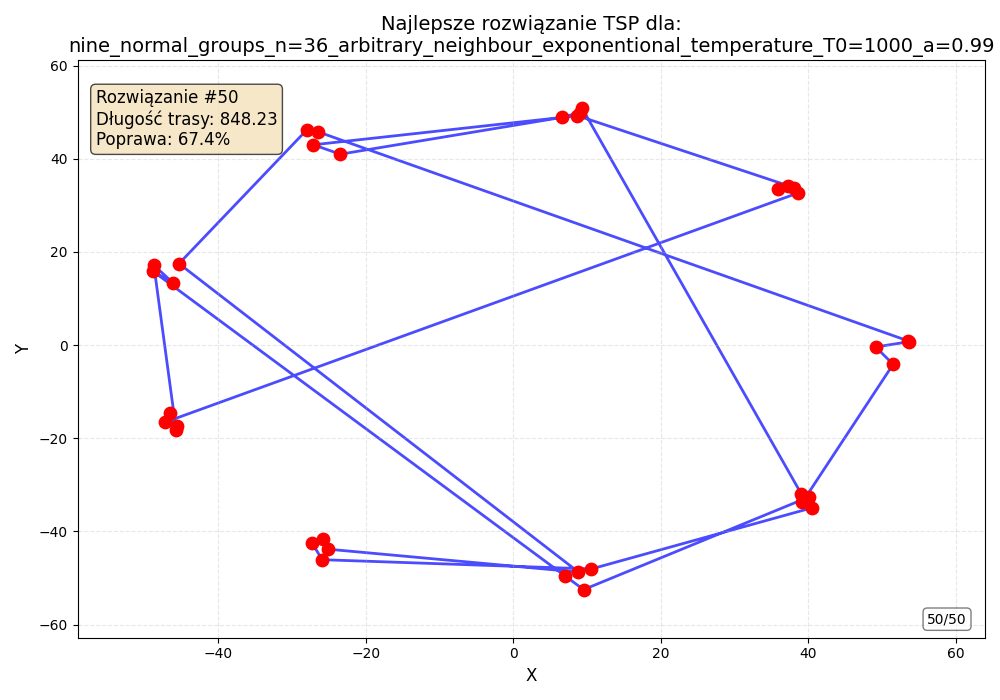 Najlepsze rozwiązanie TSP dla:
nine_normal_groups_n=36_arbitrary_neighbour_exponential_temperature_T0=1000_a=0.99
Rozwiązanie #50
Długość trasy: 848.23
Poprawa: 67.4%
60
40
20
0
−20
−40
−60
Y
50/50
−40
−20
0
20
40
60
X